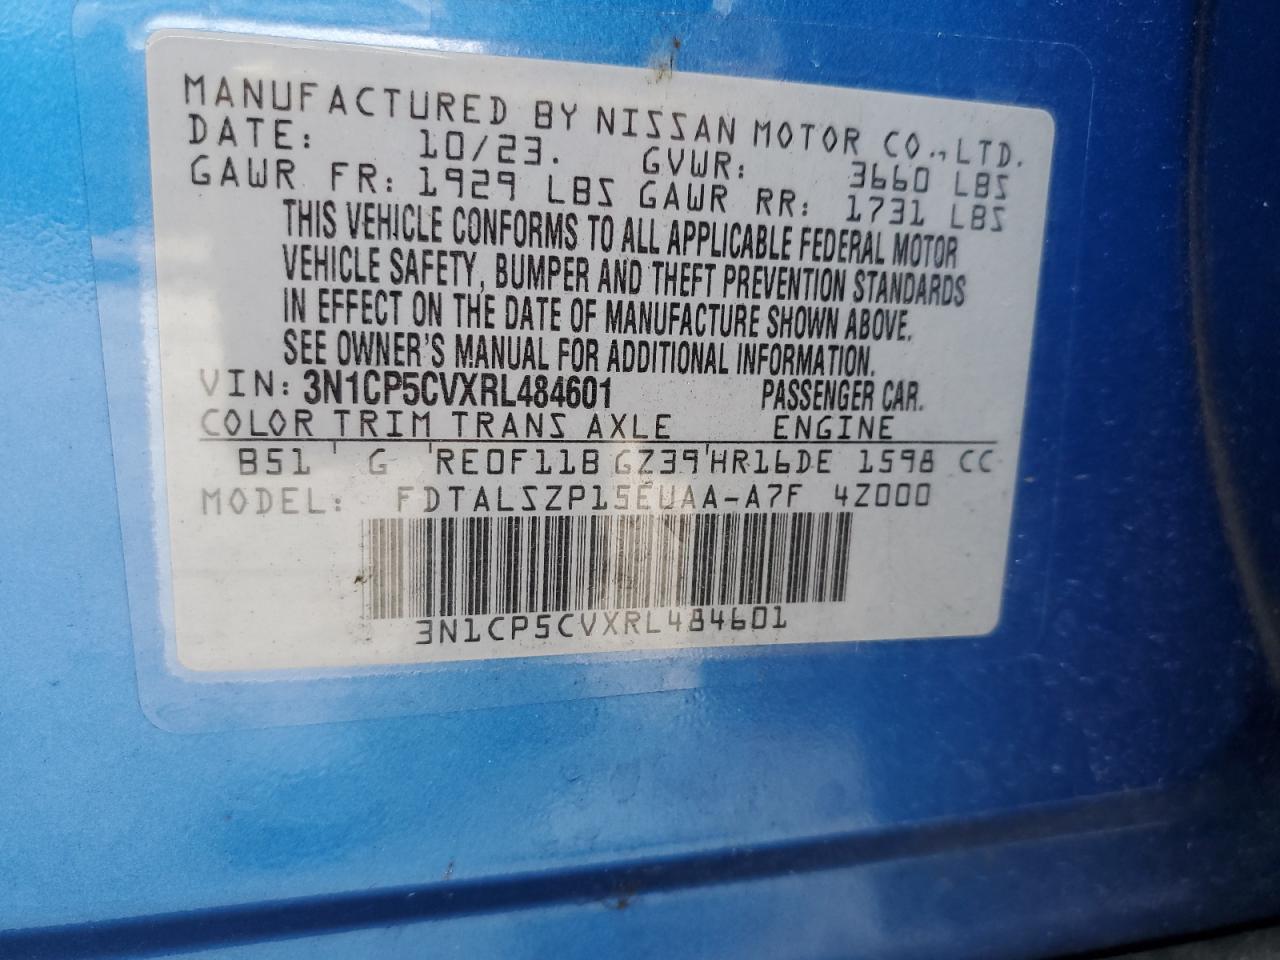 MANUFACTURED BY NISSAN MOTOR CO., LTD.
DATE: 10/23. GVWR: 3660 LBS
GAWR FR: 1929 LBS GAWR RR: 1731 LBS
THIS VEHICLE CONFORMS TO ALL APPLICABLE FEDERAL MOTOR
VEHICLE SAFETY, BUMPER AND THEFT PREVENTION STANDARDS
IN EFFECT ON THE DATE OF MANUFACTURE SHOWN ABOVE.
SEE OWNER'S MANUAL FOR ADDITIONAL INFORMATION.
VIN: 3N1CP5CVXRL484601 PASSENGER CAR.
COLOR TRIM TRANS AXLE ENGINE
B51 G RE0F11B GZ39 HR16DE 1598 CC
MODEL: FDTALSZP15EUAA-A7F 4Z000
3N1CP5CVXRL484601